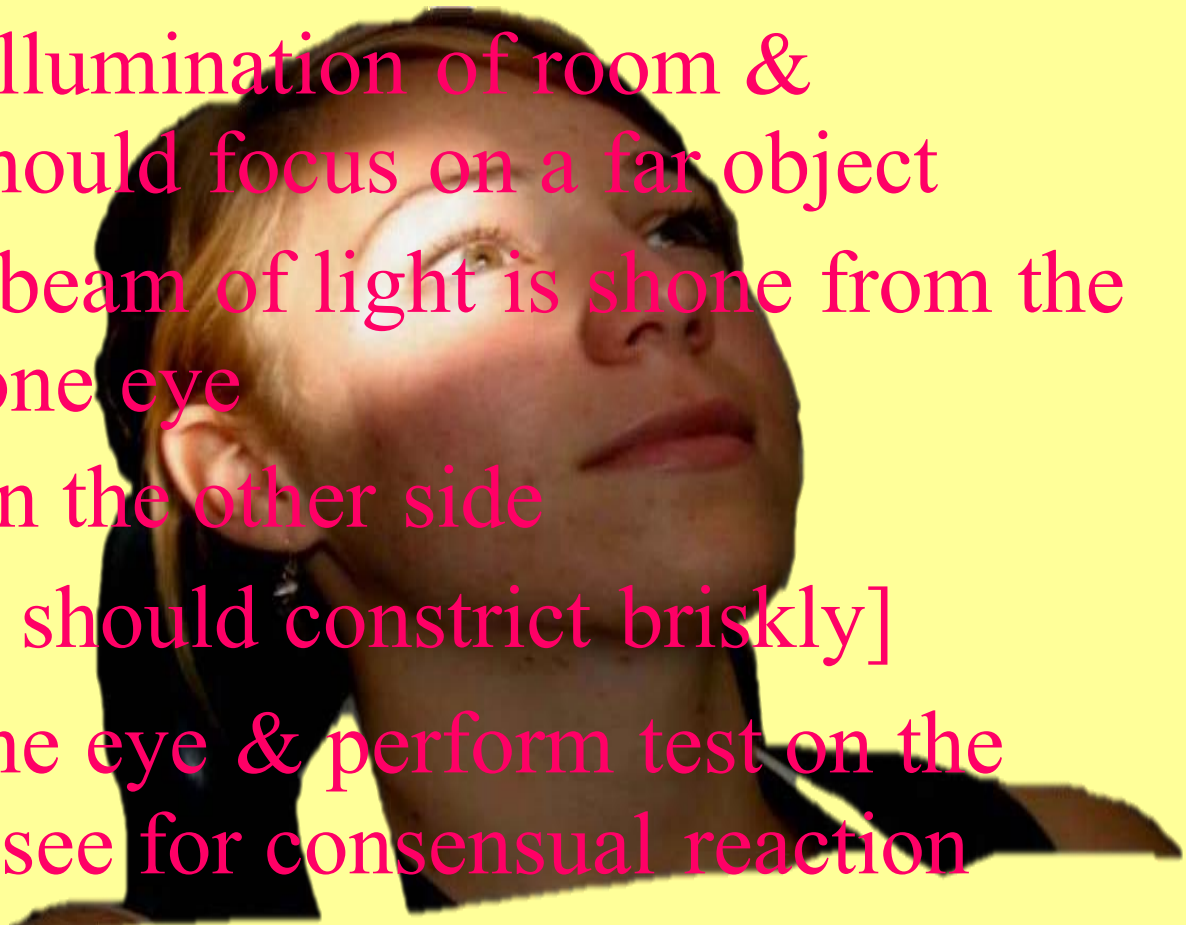 llumination of room &
hould focus on a far object
beam of light is shone from the
one eye
n the other side
should constrict briskly]
he eye & perform test on the
see for consensual reaction